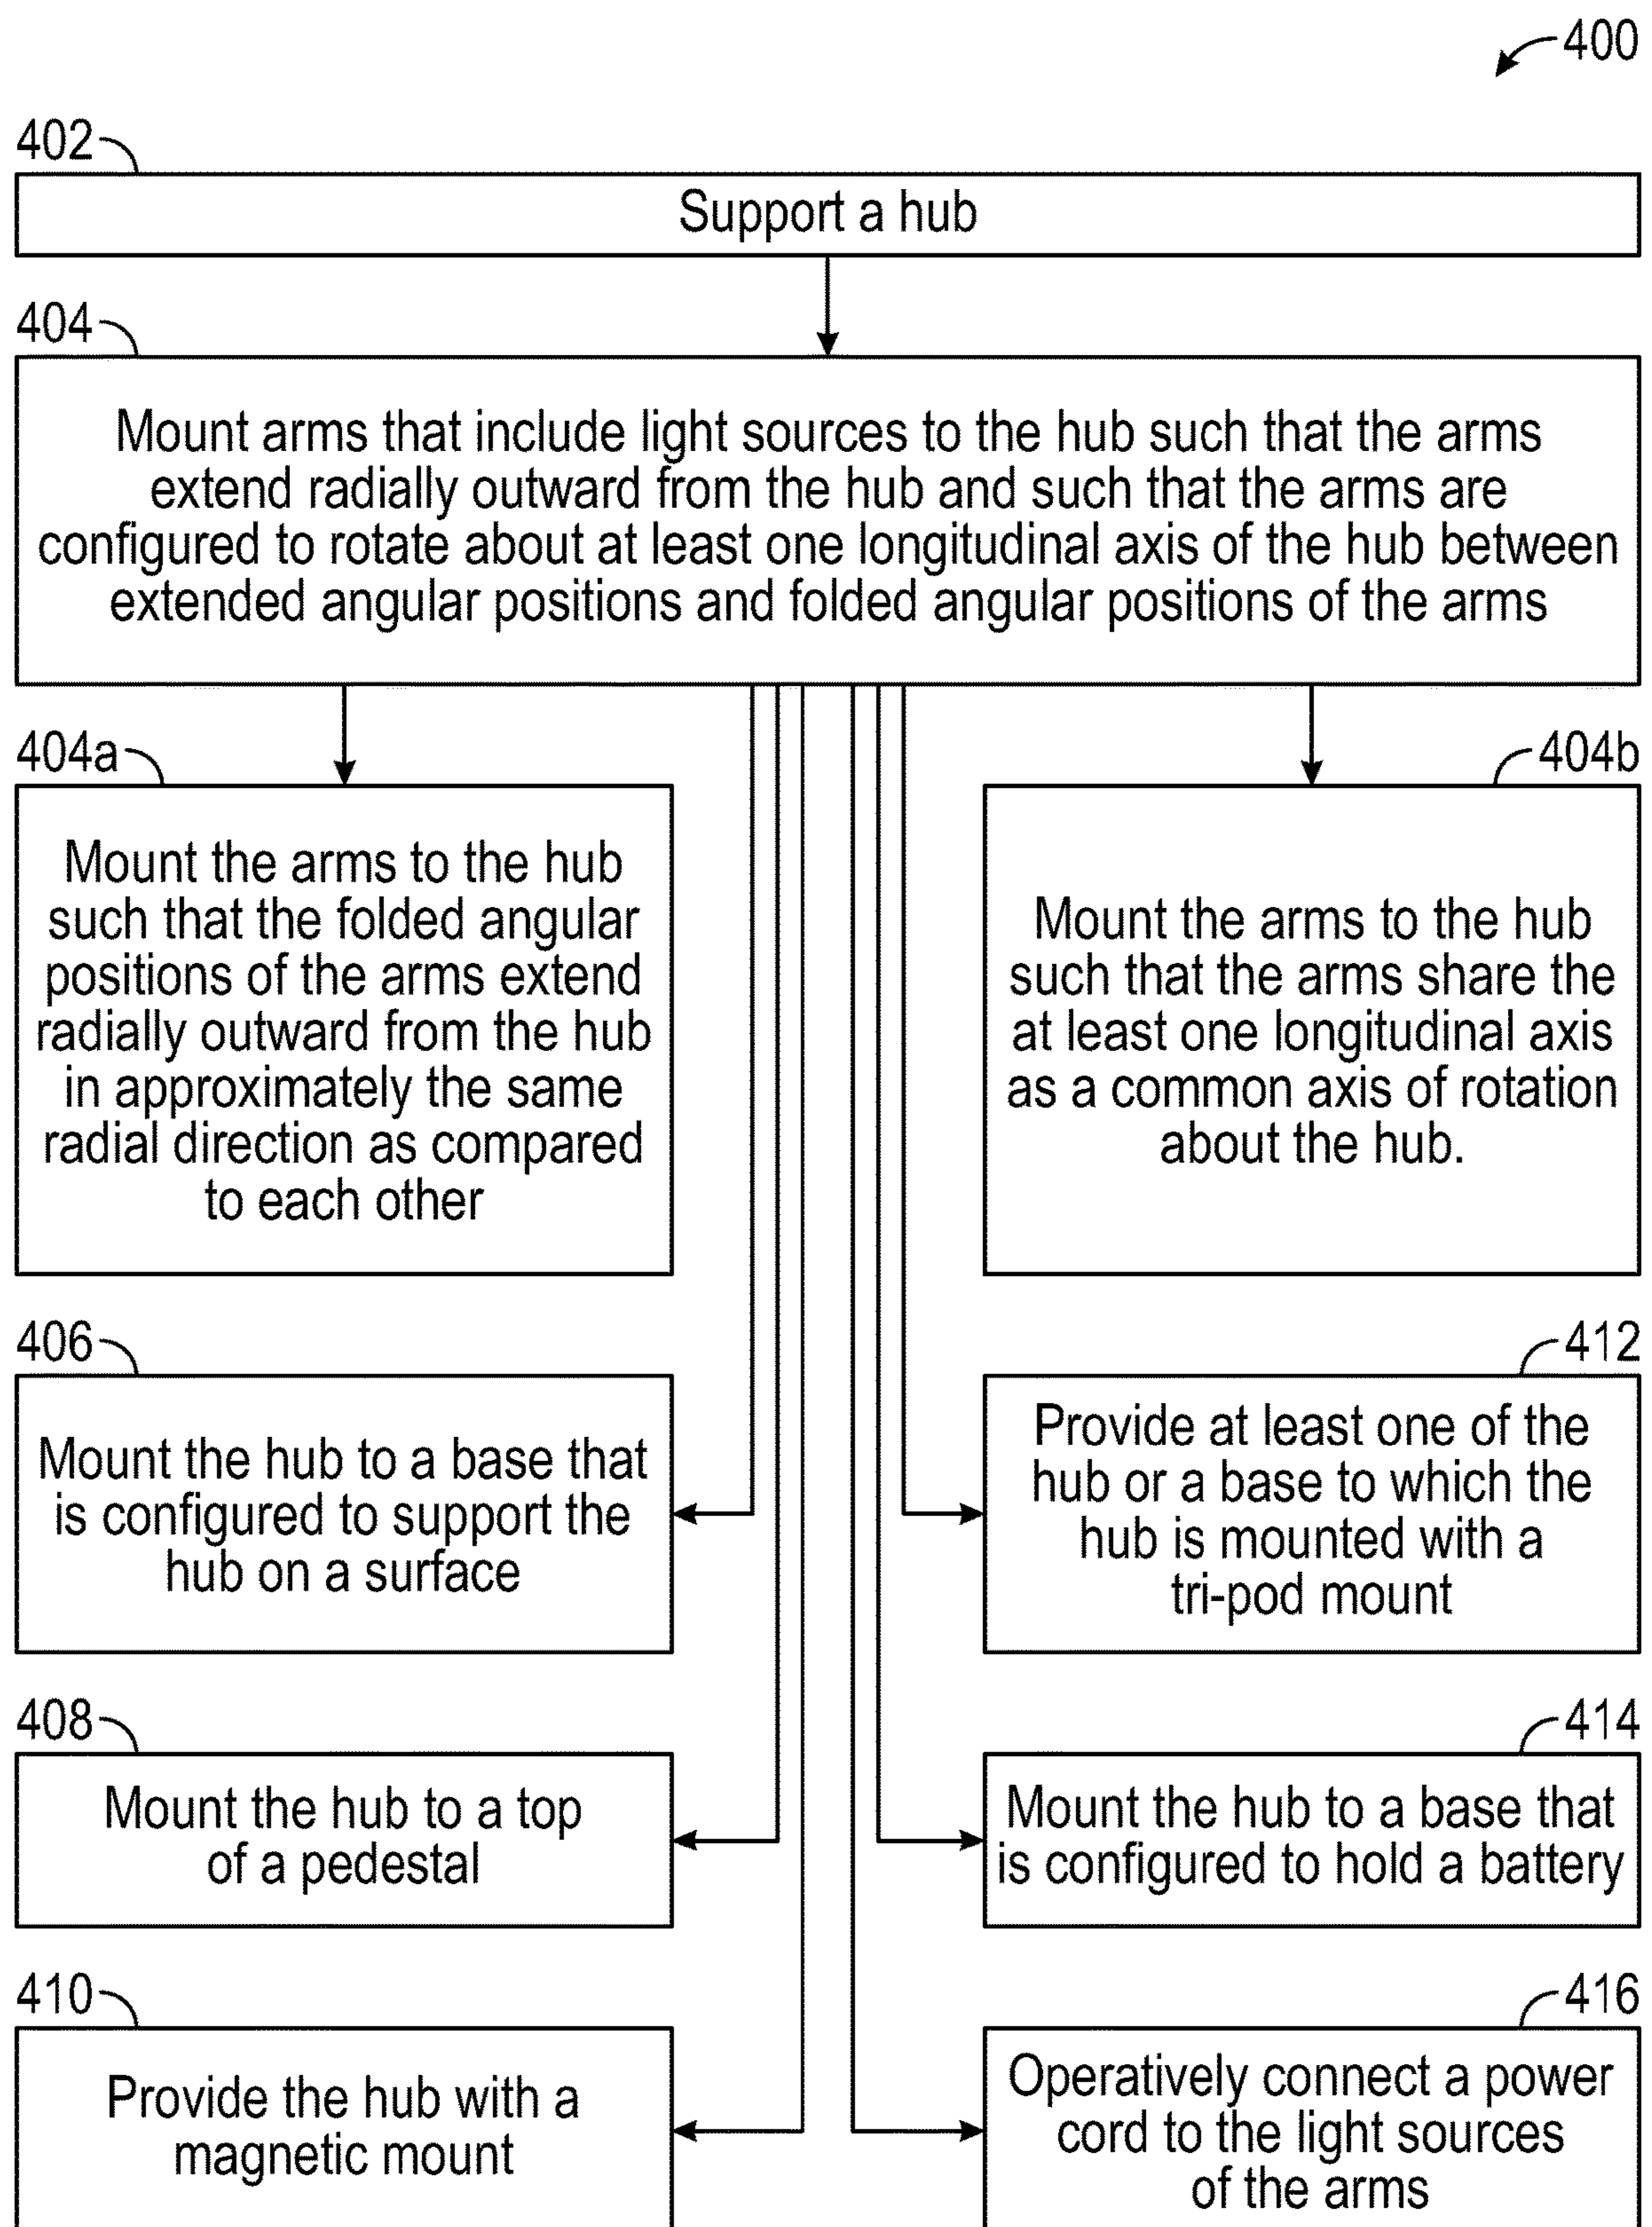 400
402
Support a hub
404
Mount arms that include light sources to the hub such that the arms
extend radially outward from the hub and such that the arms are
configured to rotate about at least one longitudinal axis of the hub between
extended angular positions and folded angular positions of the arms
404a
Mount the arms to the hub
such that the folded angular
positions of the arms extend
radially outward from the hub
in approximately the same
radial direction as compared
to each other
404b
Mount the arms to the hub
such that the arms share the
at least one longitudinal axis
as a common axis of rotation
about the hub.
406
Mount the hub to a base that
is configured to support the
hub on a surface
412
Provide at least one of the
hub or a base to which the
hub is mounted with a
tri-pod mount
408
Mount the hub to a top
of a pedestal
414
Mount the hub to a base that
is configured to hold a battery
410
Provide the hub with a
magnetic mount
416
Operatively connect a power
cord to the light sources
of the arms